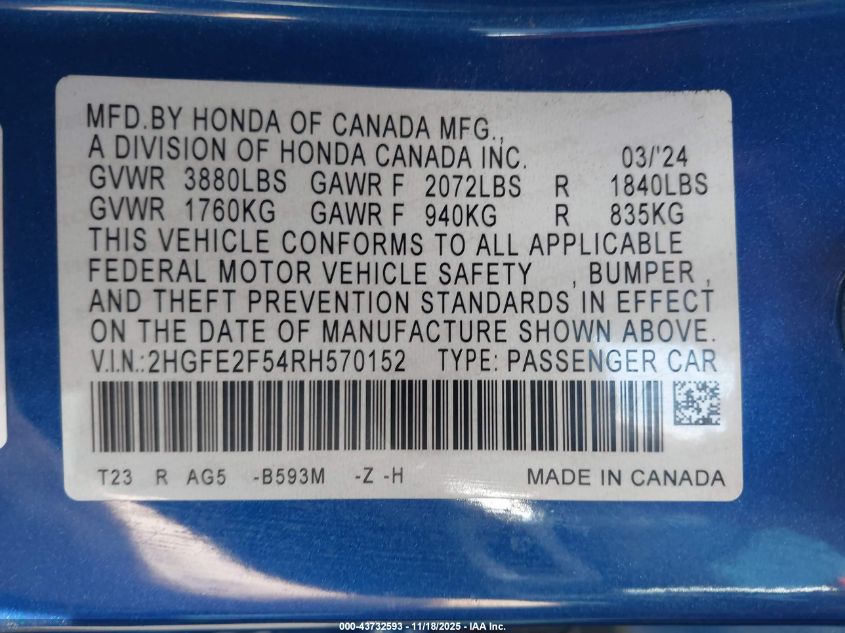 MFD.BY HONDA OF CANADA MFG.,
A DIVISION OF HONDA CANADA INC. 03/'24
GVWR 3880LBS GAWR F 2072LBS R 1840LBS
GVWR 1760KG GAWR F 940KG R 835KG
THIS VEHICLE CONFORMS TO ALL APPLICABLE
FEDERAL MOTOR VEHICLE SAFETY , BUMPER ,
AND THEFT PREVENTION STANDARDS IN EFFECT
ON THE DATE OF MANUFACTURE SHOWN ABOVE.
V.I.N.: 2HGFE2F54RH570152 TYPE: PASSENGER CAR
T23 R AG5 -B593M -Z -H MADE IN CANADA
000-43732593 - 11/18/2025 - IAA Inc.